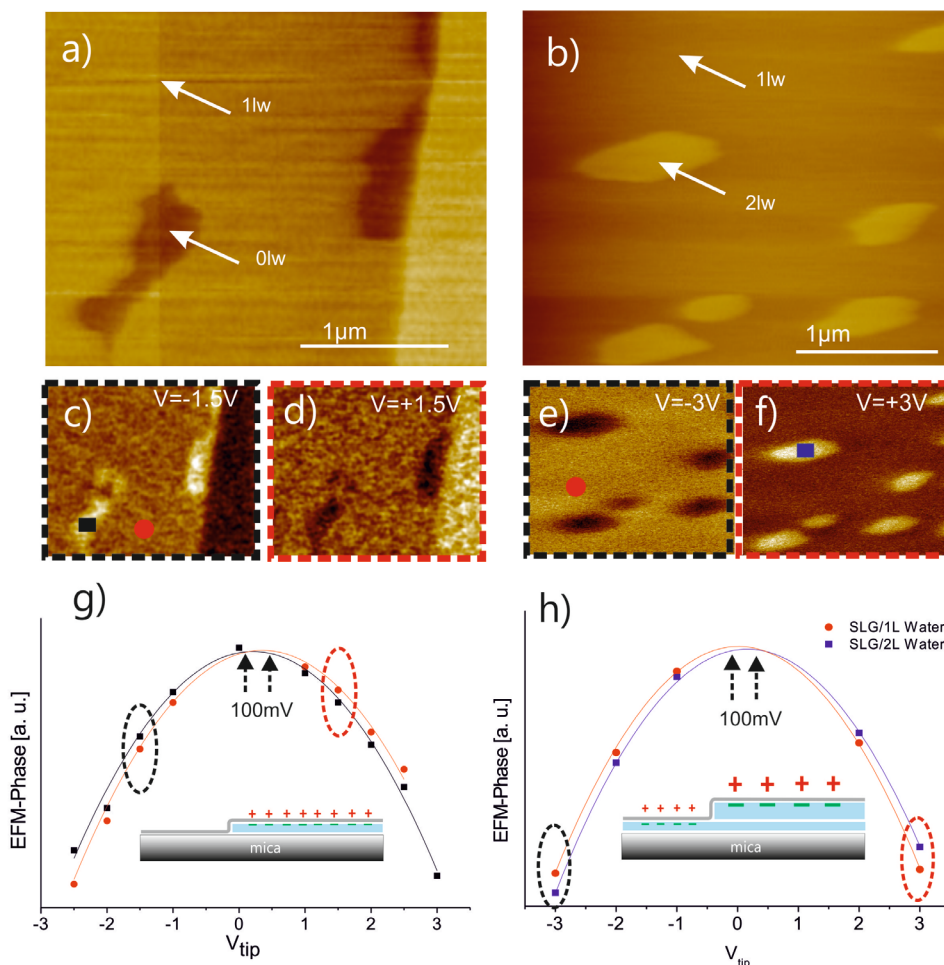 a)
1lw
0lw
1µm
b)
1lw
2lw
1µm
c)
V=-1.5V
d)
V=+1.5V
e)
V=-3V
f)
V=+3V
g)
EFM-Phase [a. u.]
100mV
+ + + + + + + +
− − − − − − −
mica
-3 -2 -1 0 1 2 3
Vtip
h)
SLG/1L Water
SLG/2L Water
EFM-Phase [a. u.]
100mV
+ + + +
+ + + +
− − − −
− − − −
mica
-3 -2 -1 0 1 2 3
Vtip